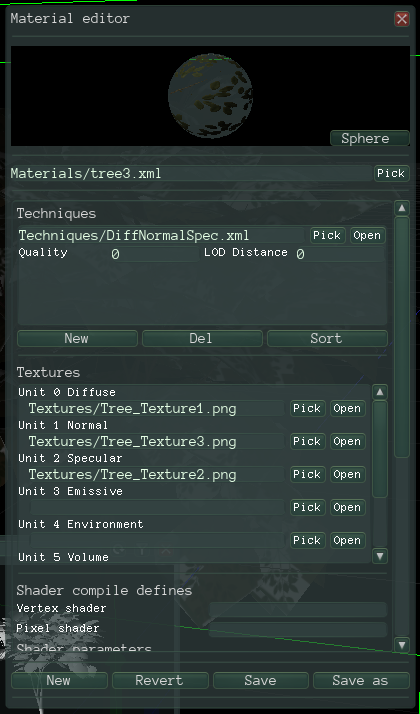 Material editor
Sphere
Materials/tree3.xml Pick
Techniques
Techniques/DiffNormalSpec.xml Pick Open
Quality 0 LOD Distance 0
New Del Sort
Textures
Unit 0 Diffuse
Textures/Tree_Texture1.png Pick Open
Unit 1 Normal
Textures/Tree_Texture3.png Pick Open
Unit 2 Specular
Textures/Tree_Texture2.png Pick Open
Unit 3 Emissive
Pick Open
Unit 4 Environment
Pick Open
Unit 5 Volume
Shader compile defines
Vertex shader
Pixel shader
Shader parameters
New Revert Save Save as